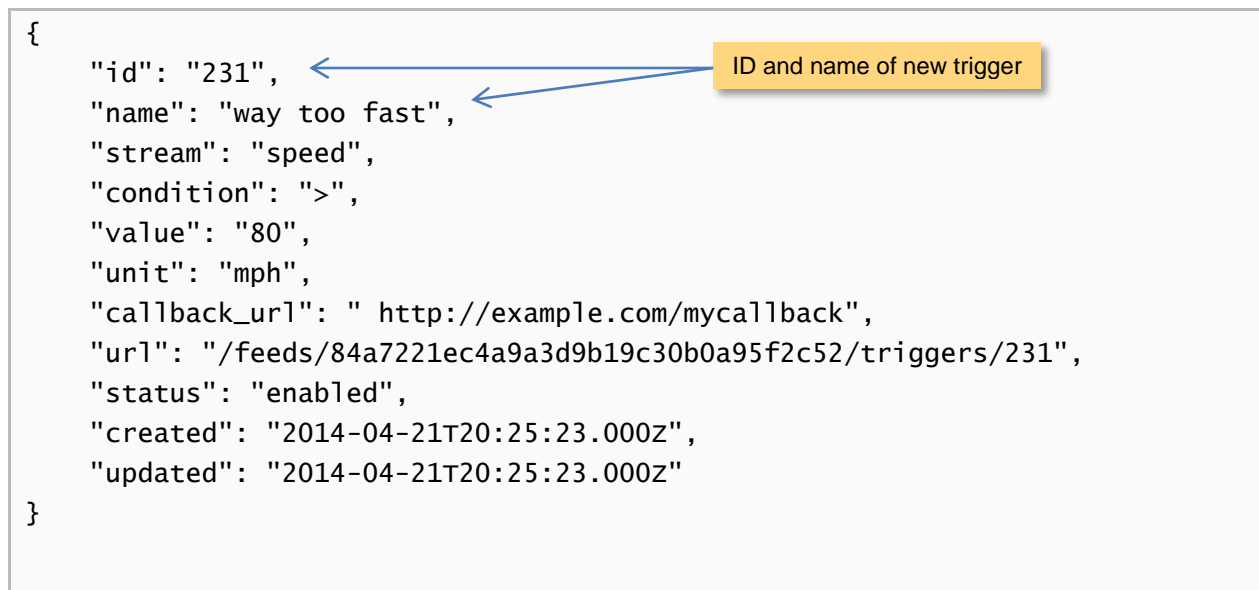 {
    "id": "231",
ID and name of new trigger
    "name": "way too fast",
    "stream": "speed",
    "condition": ">",
    "value": "80",
    "unit": "mph",
    "callback_url": " http://example.com/mycallback",
    "url": "/feeds/84a7221ec4a9a3d9b19c30b0a95f2c52/triggers/231",
    "status": "enabled",
    "created": "2014-04-21T20:25:23.000Z",
    "updated": "2014-04-21T20:25:23.000Z"
}